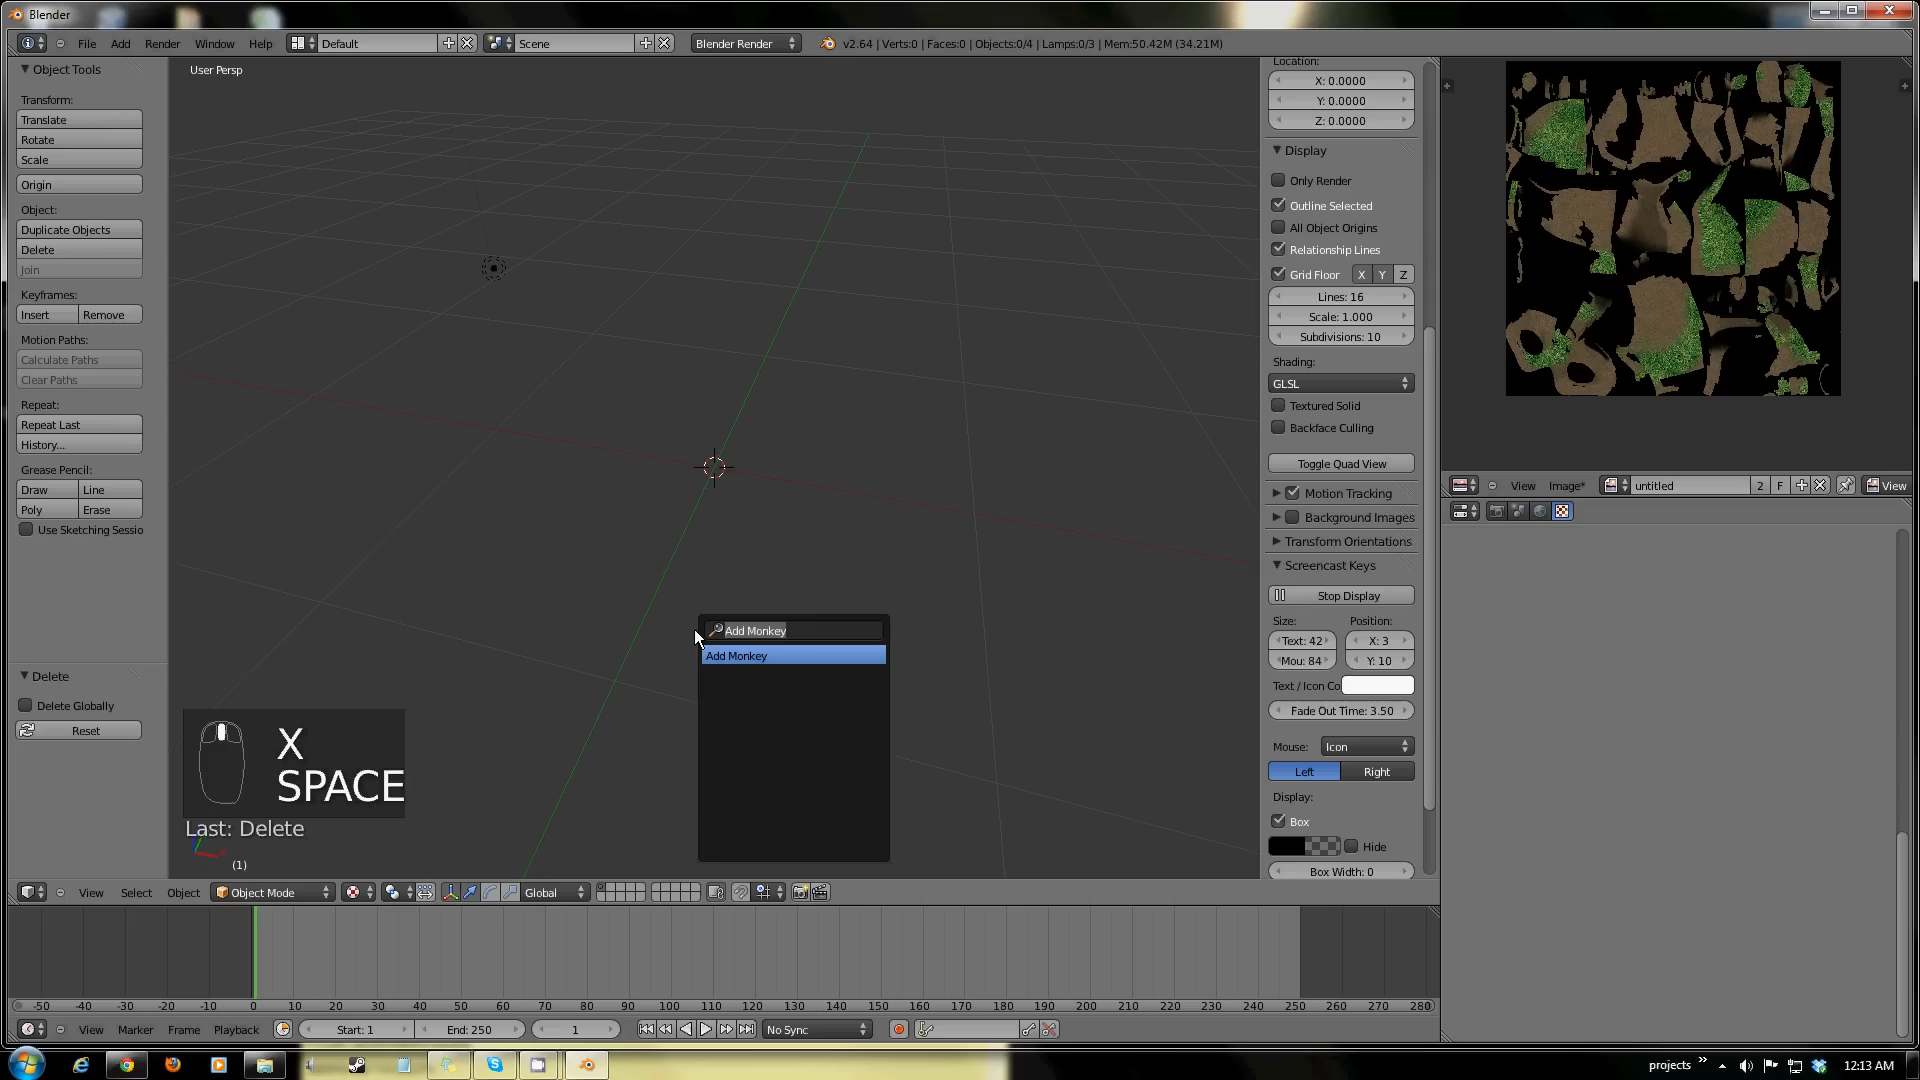 Blender
File Add Render Window Help Default Scene Blender Render v2.64 | Verts:0 | Faces:0 | Objects:0/4 | Lamps:0/3 | Mem:50.42M (34.21M)
Object Tools
Transform:
Translate
Rotate
Scale
Origin
Object:
Duplicate Objects
Delete
Join
Keyframes:
Insert Remove
Motion Paths:
Calculate Paths
Clear Paths
Repeat:
Repeat Last
History...
Grease Pencil:
Draw Line
Poly Erase
Use Sketching Sessio
Delete
Delete Globally
Reset
User Persp
Add Monkey
Add Monkey
X
SPACE
Last: Delete
(1)
Location:
X: 0.0000
Y: 0.0000
Z: 0.0000
Display
Only Render
Outline Selected
All Object Origins
Relationship Lines
Grid Floor X Y Z
Lines: 16
Scale: 1.000
Subdivisions: 10
Shading:
GLSL
Textured Solid
Backface Culling
Toggle Quad View
Motion Tracking
Background Images
Transform Orientations
Screencast Keys
Stop Display
Size: Position:
Text: 42 X: 3
Mou: 84 Y: 10
Text / Icon Co
Fade Out Time: 3.50
Mouse: Icon
Left Right
Display:
Box
Hide
Box Width: 0
View Image* untitled 2 F View
View Select Object Object Mode Global
-50 -40 -30 -20 -10 0 10 20 30 40 50 60 70 80 90 100 110 120 130 140 150 160 170 180 190 200 210 220 230 240 250 260 270 280
View Marker Frame Playback Start: 1 End: 250 1 No Sync
projects 12:13 AM